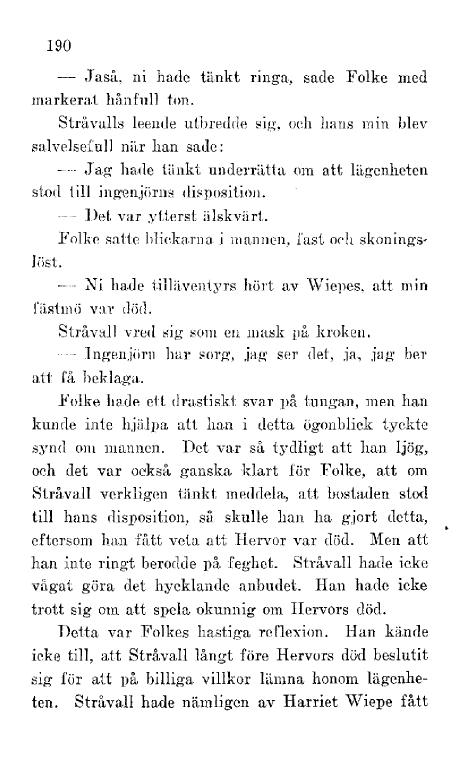 190
— Jaså, ni hade tänkt ringa, sade Folke med
markerat hånfull ton.
Stråvalls leende utbredde sig, och hans min blev
salvelsefull när han sade:
— Jag hade tänkt underrätta om att lägenheten
stod till ingenjörns disposition.
— Det var ytterst älskvärt.
Folke satte blickarna i mannen, fast och skonings-
löst.
— Ni hade tilläventyrs hört av Wiepes, att min
fästmö var död.
Stråvall vred sig som en mask på kroken.
— Ingenjörn har sorg, jag ser det, ja, jag ber
att få beklaga.
Folke hade ett drastiskt svar på tungan, men han
kunde inte hjälpa att han i detta ögonblick tyckte
synd om mannen. Det var så tydligt att han ljög,
och det var också ganska klart för Folke, att om
Stråvall verkligen tänkt meddela, att bostaden stod
till hans disposition, så skulle han ha gjort detta,
eftersom han fått veta att Hervor var död. Men att
han inte ringt berodde på feghet. Stråvall hade icke
vågat göra det hycklande anbudet. Han hade icke
trott sig om att spela okunnig om Hervors död.
Detta var Folkes hastiga reflexion. Han kände
icke till, att Stråvall långt före Hervors död beslutit
sig för att på billiga villkor lämna honom lägenhe-
ten. Stråvall hade nämligen av Harriet Wiepe fått